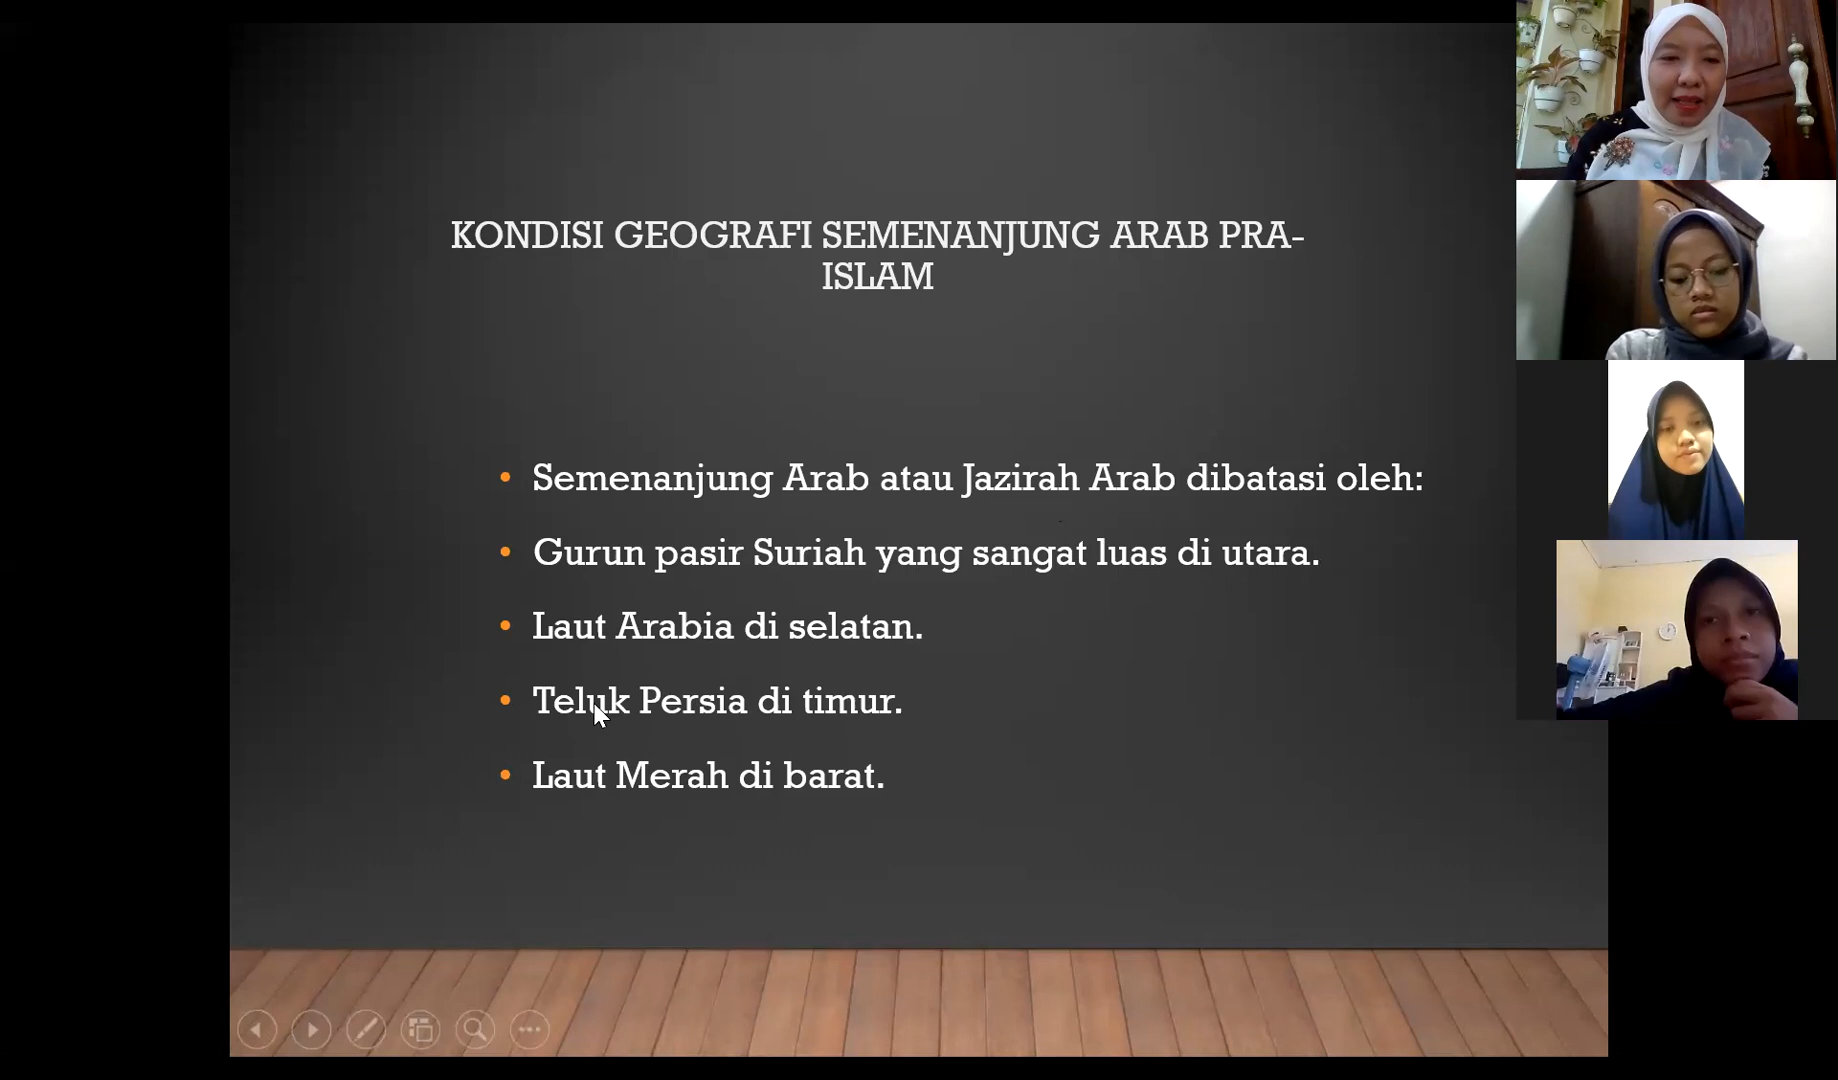 KONDISI GEOGRAFI SEMENANJUNG ARAB PRA-
ISLAM
• Semenanjung Arab atau Jazirah Arab dibatasi oleh:
• Gurun pasir Suriah yang sangat luas di utara.
• Laut Arabia di selatan.
• Teluk Persia di timur.
• Laut Merah di barat.